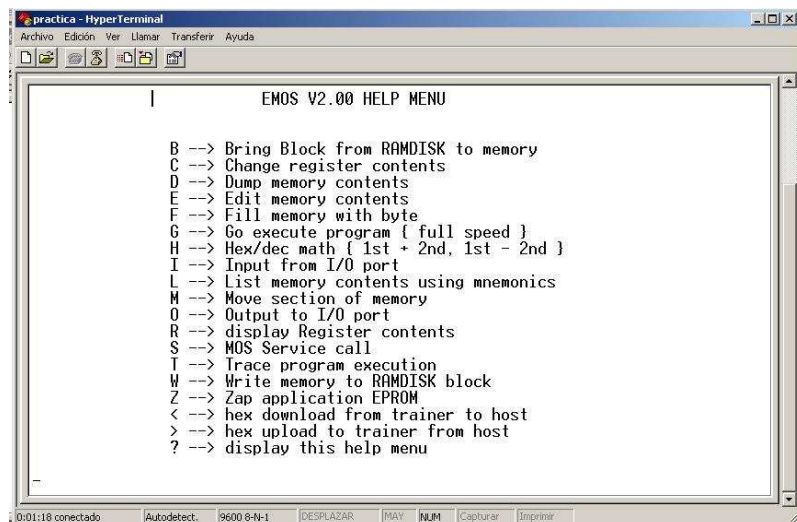 practica - HyperTerminal
Archivo Edición Ver Llamar Transferir Ayuda
EMOS V2.00 HELP MENU
B --> Bring Block from RAMDISK to memory
C --> Change register contents
D --> Dump memory contents
E --> Edit memory contents
F --> Fill memory with byte
G --> Go execute program { full speed }
H --> Hex/dec math { 1st + 2nd, 1st - 2nd }
I --> Input from I/O port
L --> List memory contents using mnemonics
M --> Move section of memory
O --> Output to I/O port
R --> display Register contents
S --> MOS Service call
T --> Trace program execution
W --> Write memory to RAMDISK block
Z --> Zap application EPROM
< --> hex download from trainer to host
> --> hex upload to trainer from host
? --> display this help menu
0:01:18 conectado Autodetect. 9600 8-N-1 DESPLAZAR MAY NUM Capturar Imprimir